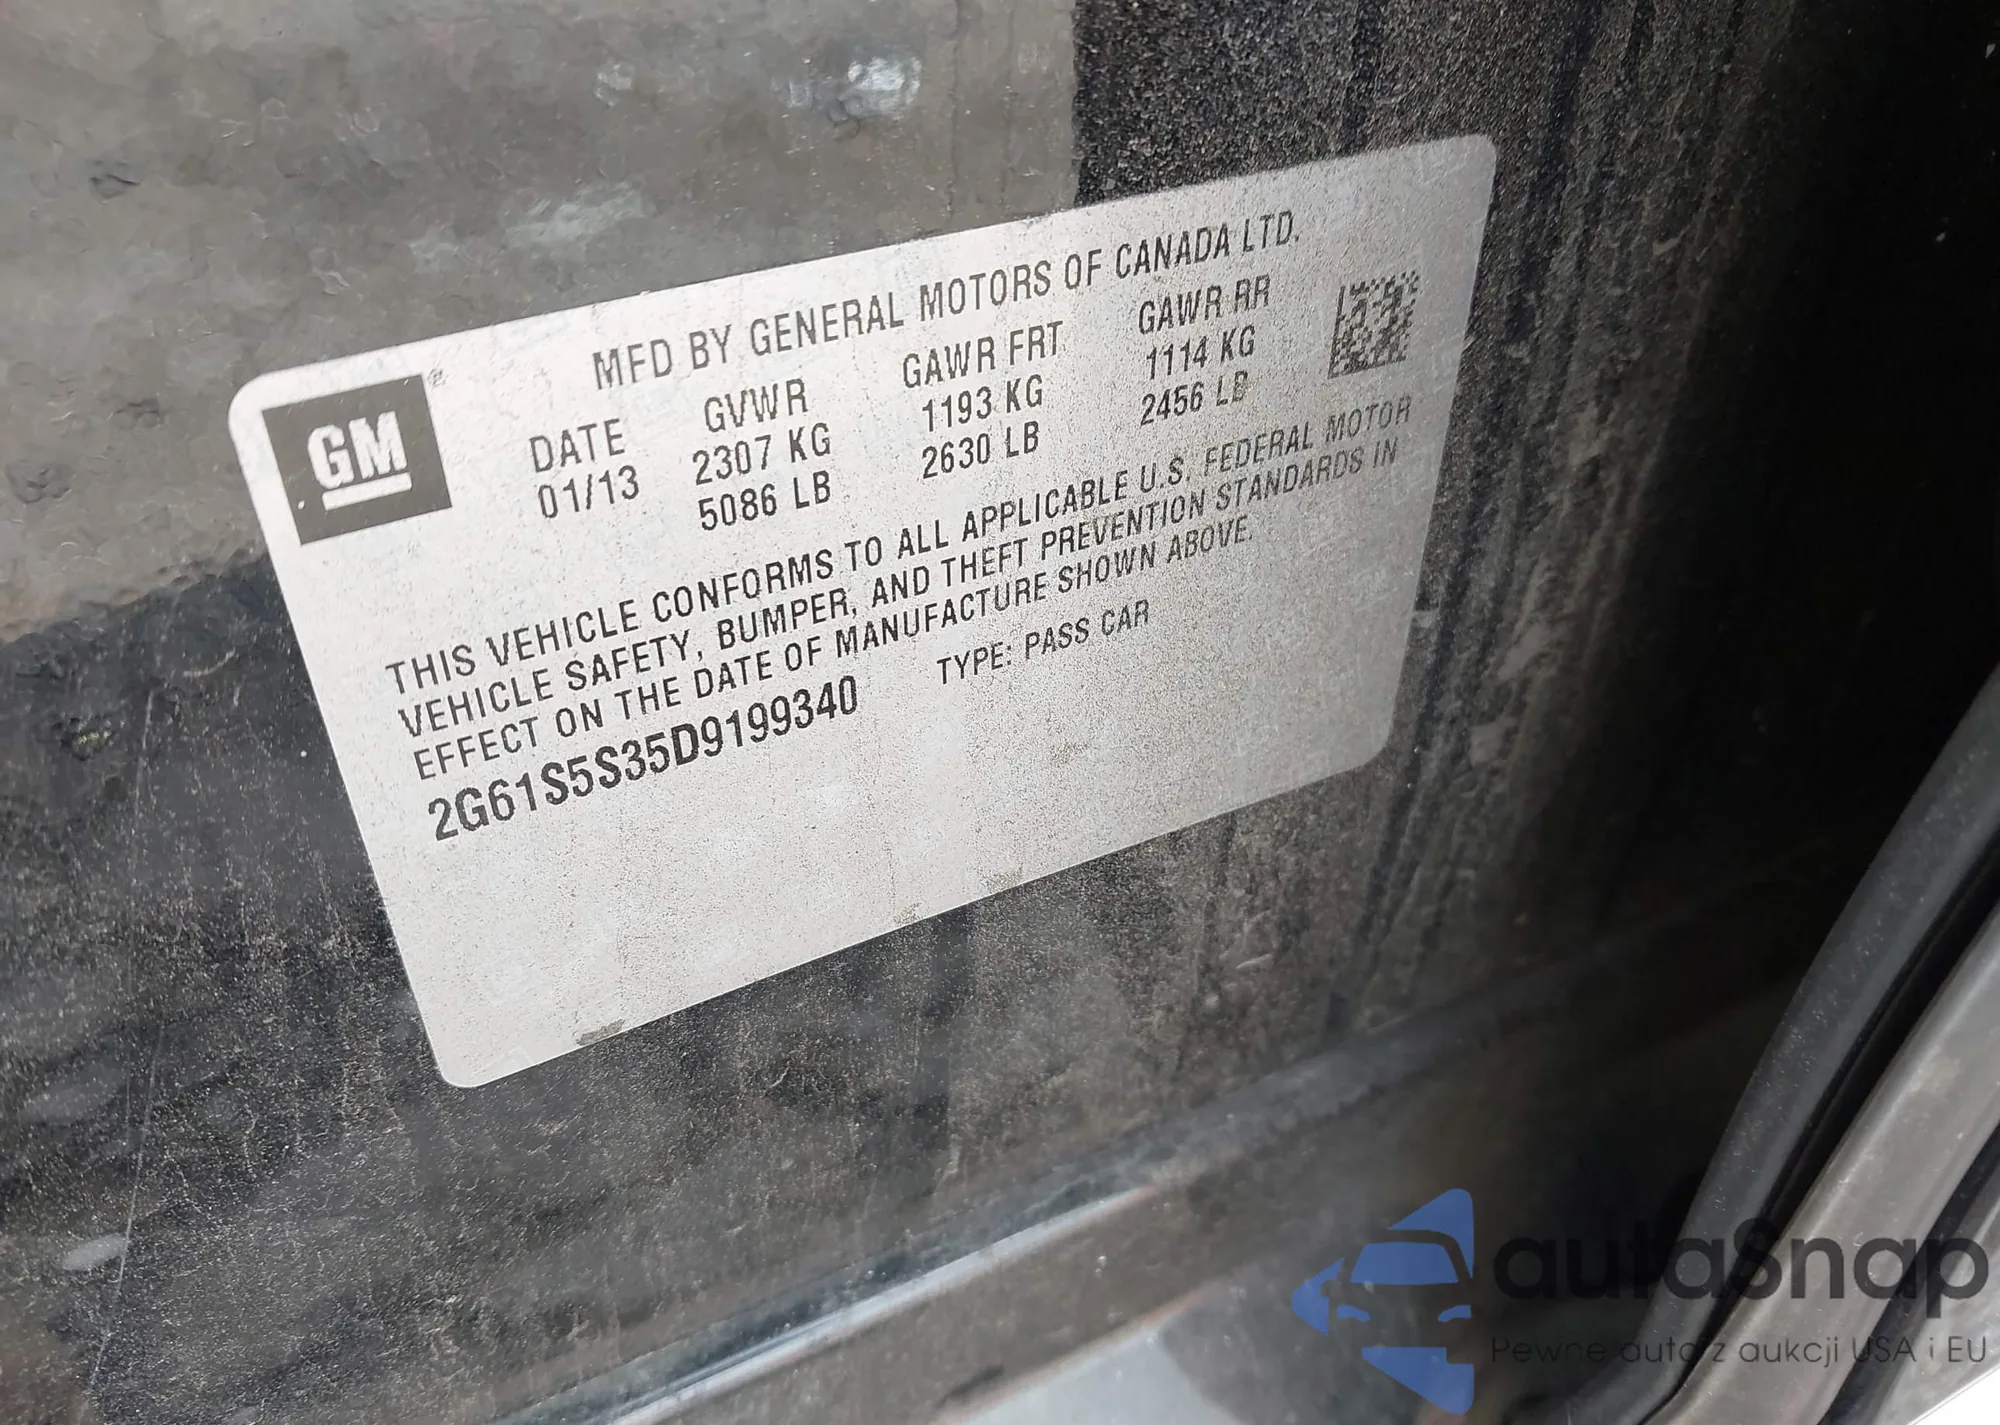 MFD BY GENERAL MOTORS OF CANADA LTD.
GM®
DATE GVWR GAWR FRT GAWR RR
01/13 2307 KG 1193 KG 1114 KG
5086 LB 2630 LB 2456 LB
THIS VEHICLE CONFORMS TO ALL APPLICABLE U.S. FEDERAL MOTOR
VEHICLE SAFETY, BUMPER, AND THEFT PREVENTION STANDARDS IN
EFFECT ON THE DATE OF MANUFACTURE SHOWN ABOVE.
2G61S5S35D9199340 TYPE: PASS CAR
autasnap
Pewne auto z aukcji USA i EU